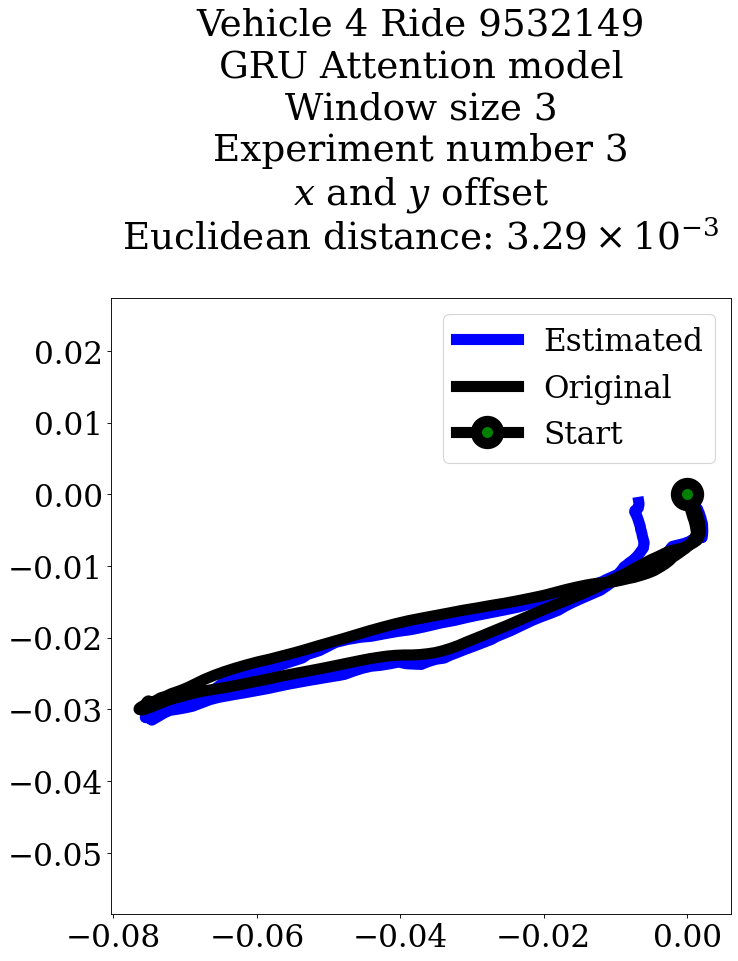 Vehicle 4 Ride 9532149
GRU Attention model
Window size 3
Experiment number 3
x and y offset
Euclidean distance: 3.29 × 10⁻³
Estimated
Original
Start
0.02
0.01
0.00
−0.01
−0.02
−0.03
−0.04
−0.05
−0.08 −0.06 −0.04 −0.02 0.00